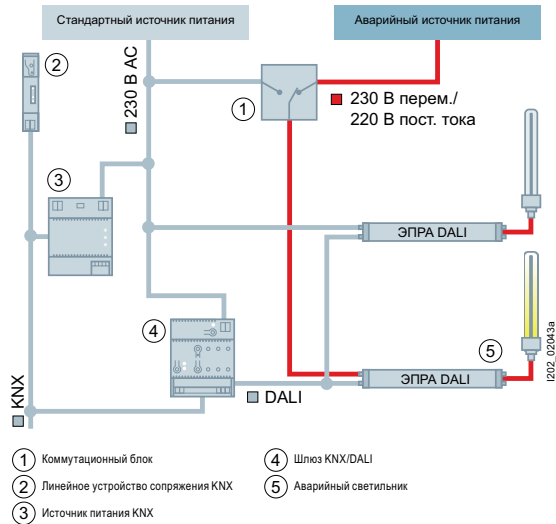 Стандартный источник питания
Аварийный источник питания
2
230 В AC
1
230 В перем./
220 В пост. тока
3
ЭПРА DALI
4
5
ЭПРА DALI
I202_02043a
KNX
DALI
1 Коммутационный блок
2 Линейное устройство сопряжения KNX
3 Источник питания KNX
4 Шлюз KNX/DALI
5 Аварийный светильник